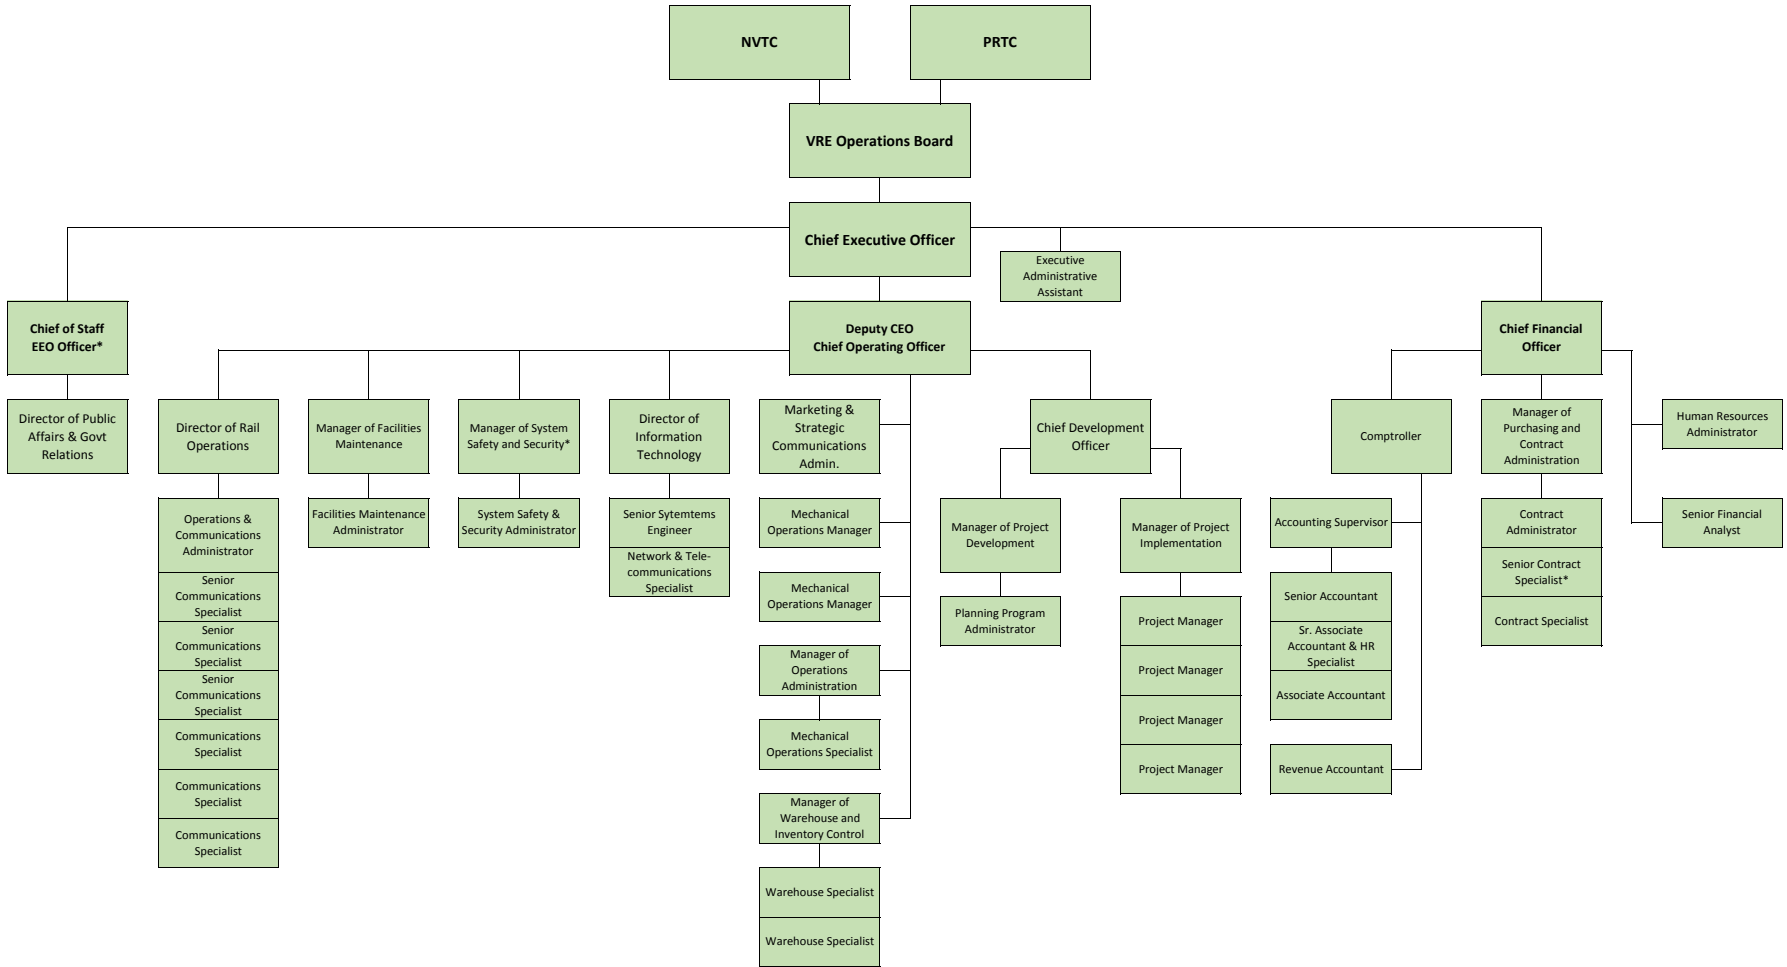 NVTC
PRTC
VRE Operations Board
Chief Executive Officer
Executive
Administrative
Assistant
Chief of Staff
EEO Officer*
Deputy CEO
Chief Operating Officer
Chief Financial
Officer
Director of Public
Affairs & Govt
Relations
Director of Rail
Operations
Manager of Facilities
Maintenance
Manager of System
Safety and Security*
Director of
Information
Technology
Marketing &
Strategic
Communications
Admin.
Chief Development
Officer
Comptroller
Manager of
Purchasing and
Contract
Administration
Human Resources
Administrator
Operations &
Communications
Administrator
Senior
Communications
Specialist
Senior
Communications
Specialist
Senior
Communications
Specialist
Communications
Specialist
Communications
Specialist
Communications
Specialist
Facilities Maintenance
Administrator
System Safety &
Security Administrator
Senior Sytemtems
Engineer
Network & Tele-
communications
Specialist
Mechanical
Operations Manager
Mechanical
Operations Manager
Manager of
Operations
Administration
Mechanical
Operations Specialist
Manager of
Warehouse and
Inventory Control
Warehouse Specialist
Warehouse Specialist
Manager of Project
Development
Planning Program
Administrator
Manager of Project
Implementation
Project Manager
Project Manager
Project Manager
Project Manager
Accounting Supervisor
Senior Accountant
Sr. Associate
Accountant & HR
Specialist
Associate Accountant
Revenue Accountant
Contract
Administrator
Senior Contract
Specialist*
Contract Specialist
Senior Financial
Analyst